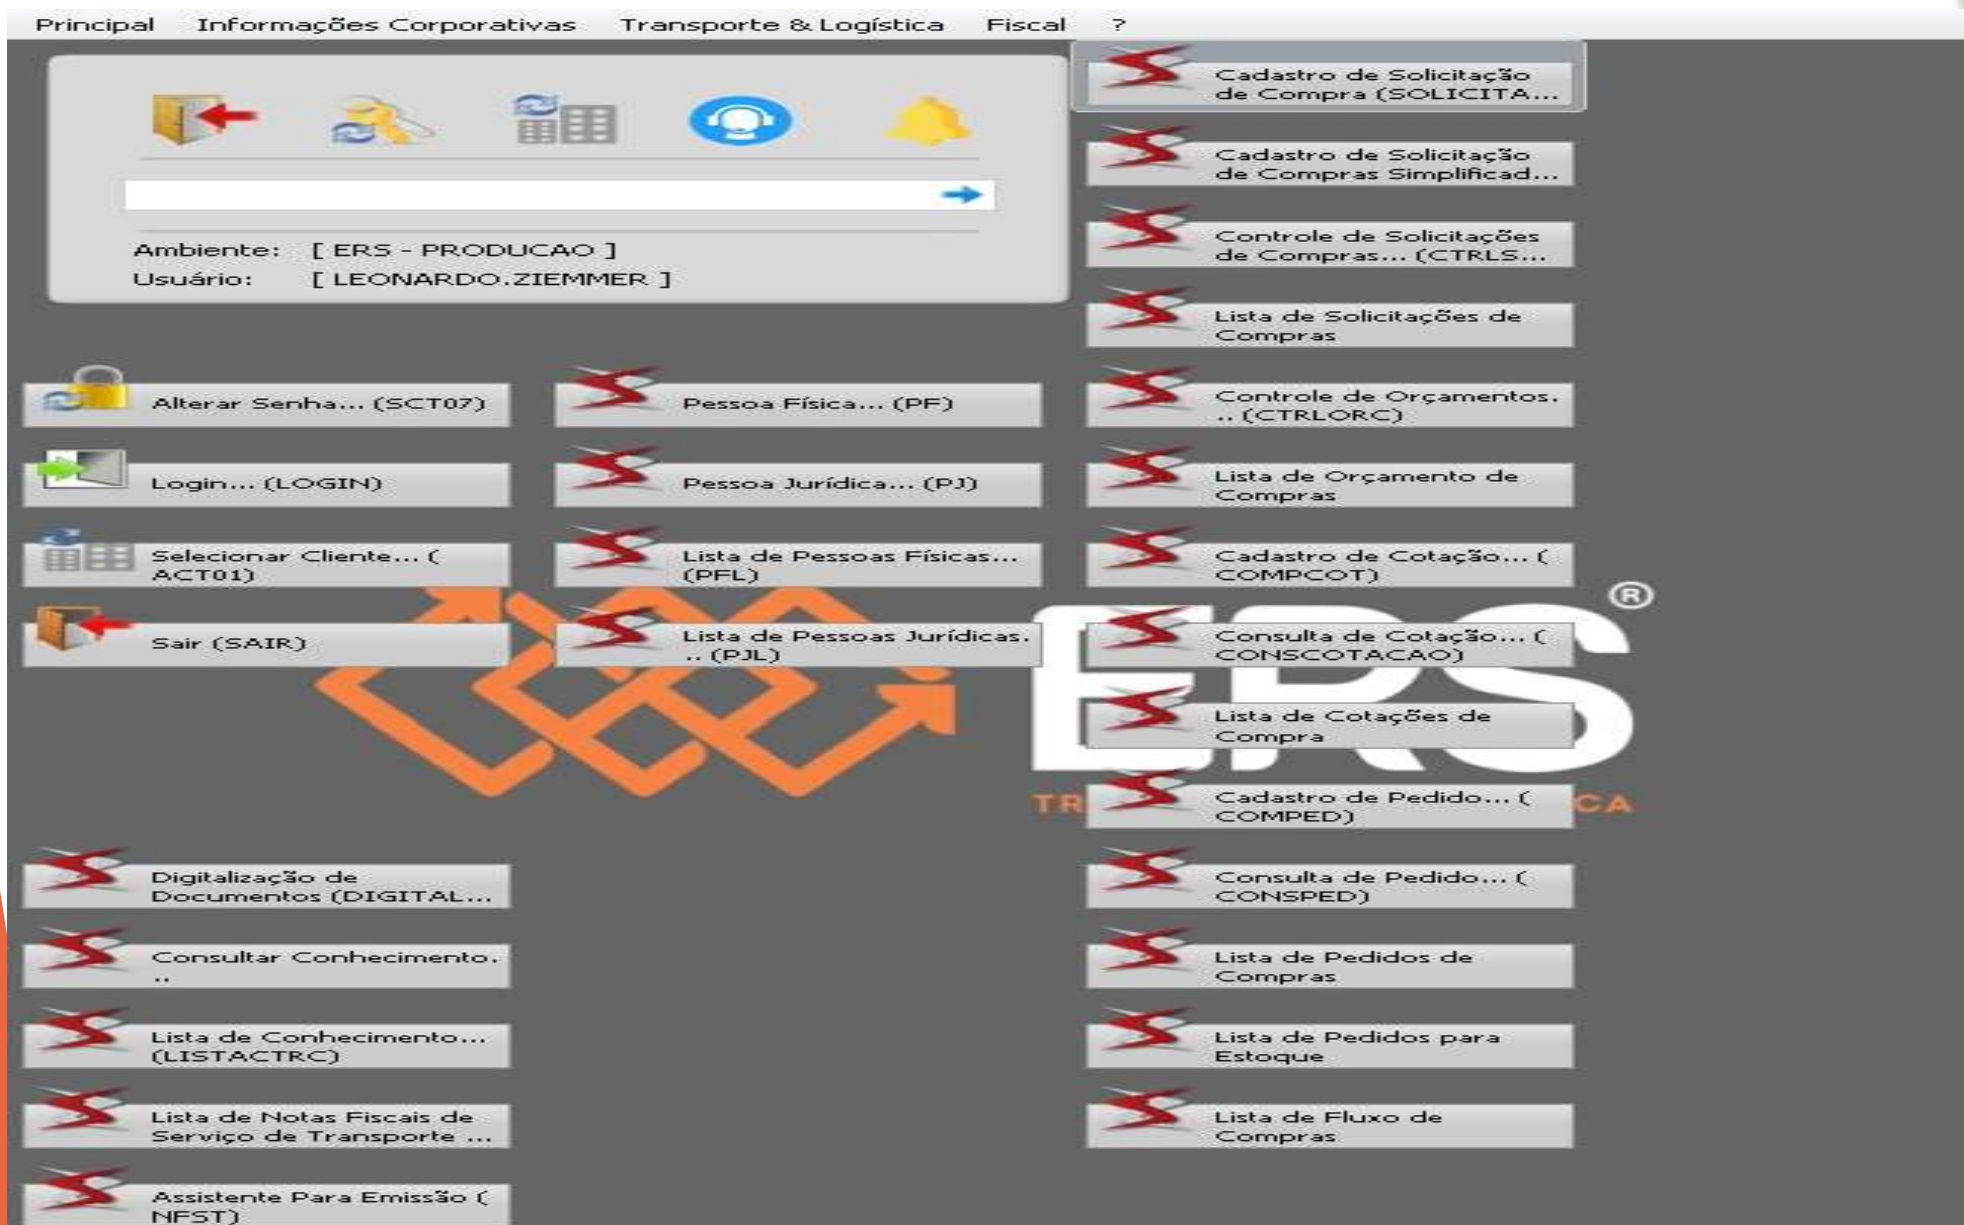 Principal Informações Corporativas Transporte & Logística Fiscal ?
Ambiente: [ ERS - PRODUCAO ]
Usuário: [ LEONARDO.ZIEMMER ]
Alterar Senha... (SCT07)
Login... (LOGIN)
Selecionar Cliente... (
ACT01)
Sair (SAIR)
Digitalização de
Documentos (DIGITAL...
Consultar Conhecimento.
..
Lista de Conhecimento...
(LISTACTRC)
Lista de Notas Fiscais de
Serviço de Transporte ...
Assistente Para Emissão (
NFST)
Pessoa Física... (PF)
Pessoa Jurídica... (PJ)
Lista de Pessoas Físicas...
(PFL)
Lista de Pessoas Jurídicas.
.. (PJL)
Cadastro de Solicitação
de Compra (SOLICITA...
Cadastro de Solicitação
de Compras Simplificad...
Controle de Solicitações
de Compras... (CTRLS...
Lista de Solicitações de
Compras
Controle de Orçamentos.
.. (CTRLORC)
Lista de Orçamento de
Compras
Cadastro de Cotação... (
COMPCOT)
Consulta de Cotação... (
CONSCOTACAO)
Lista de Cotações de
Compra
Cadastro de Pedido... (
COMPED)
Consulta de Pedido... (
CONSPED)
Lista de Pedidos de
Compras
Lista de Pedidos para
Estoque
Lista de Fluxo de
Compras
ERS®